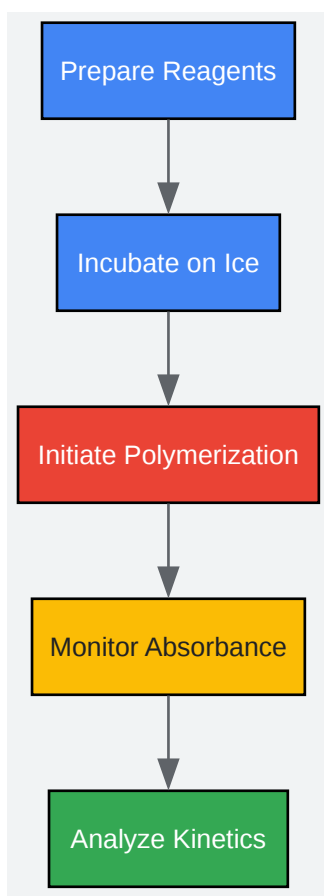 Prepare Reagents
Incubate on Ice
Initiate Polymerization
Monitor Absorbance
Analyze Kinetics